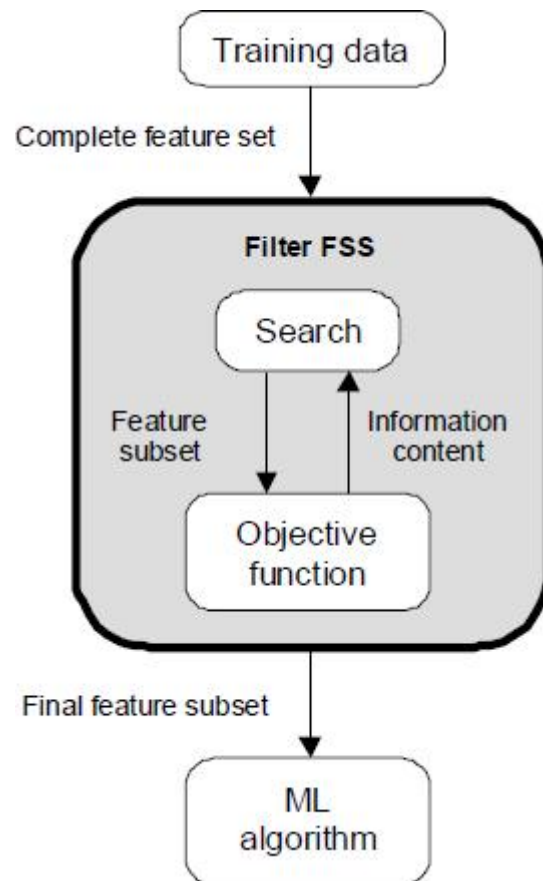 Training data
Complete feature set
Filter FSS
Search
Feature
subset
Information
content
Objective
function
Final feature subset
ML
algorithm